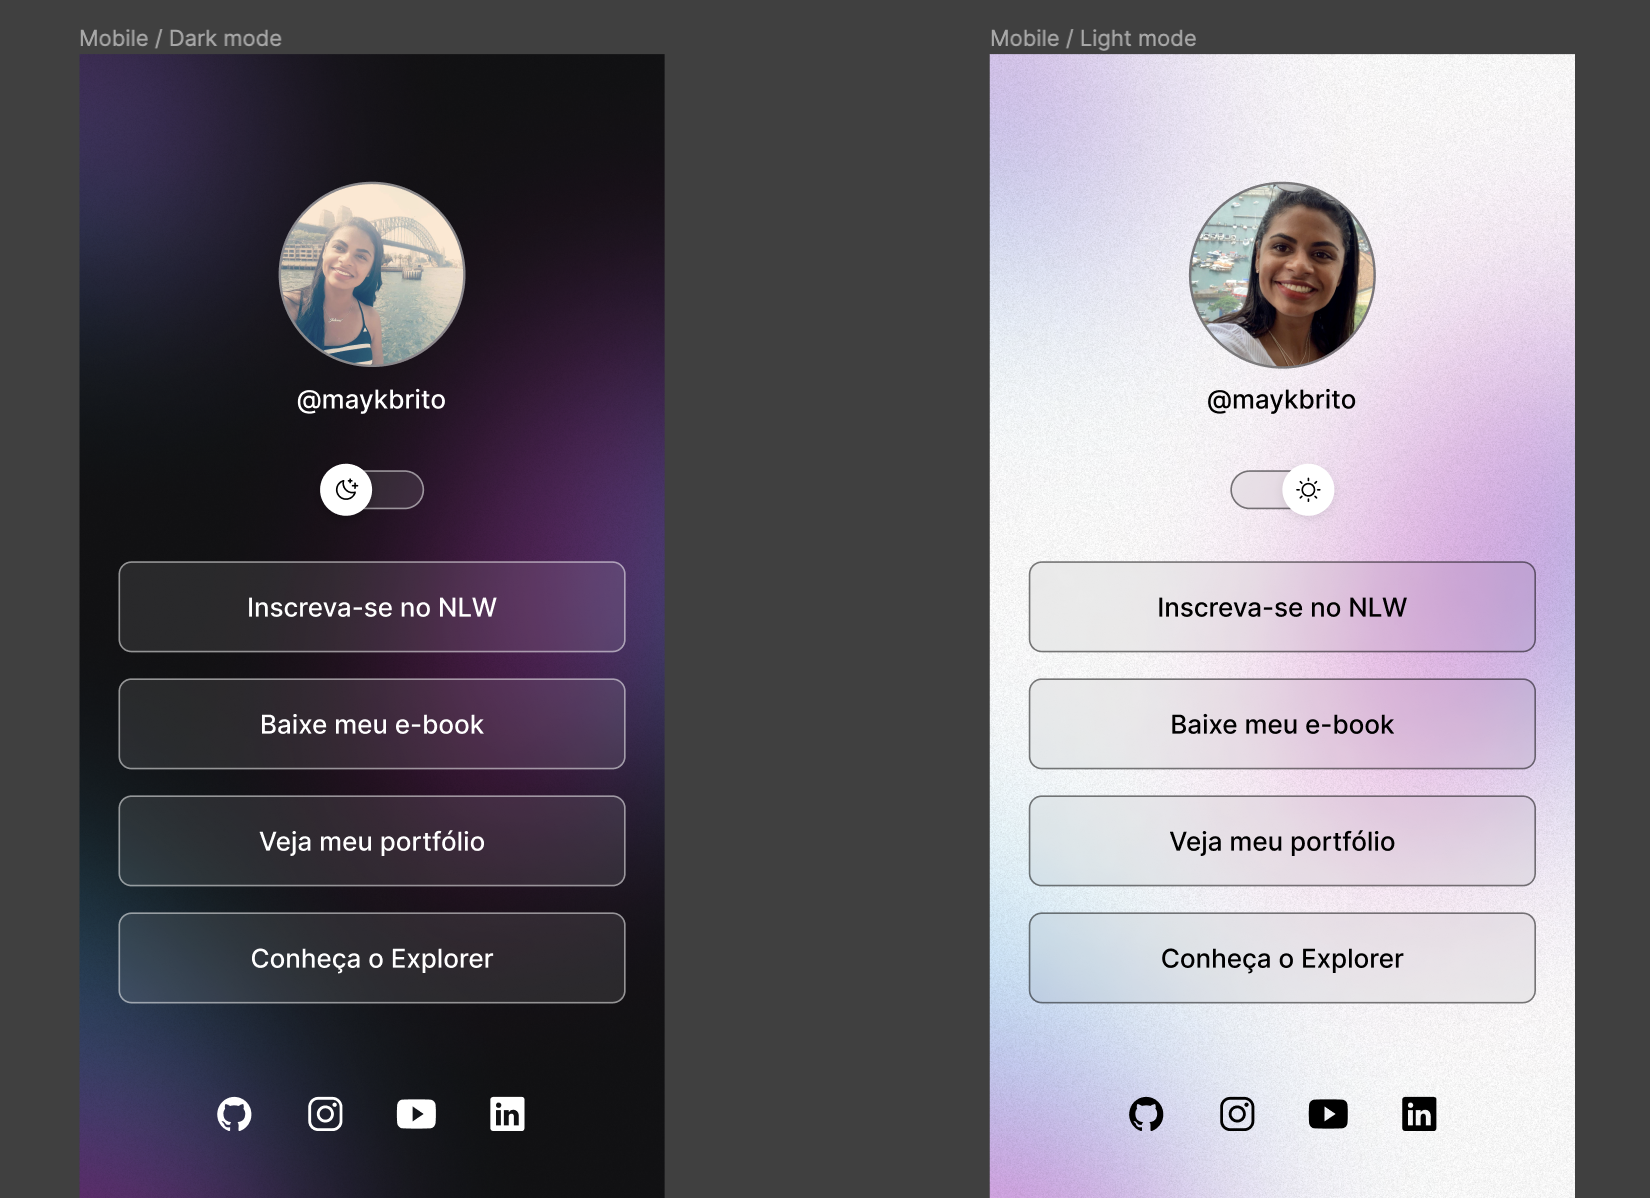 Mobile / Dark mode
@maykbrito
Inscreva-se no NLW
Baixe meu e-book
Veja meu portfólio
Conheça o Explorer
Mobile / Light mode
@maykbrito
Inscreva-se no NLW
Baixe meu e-book
Veja meu portfólio
Conheça o Explorer